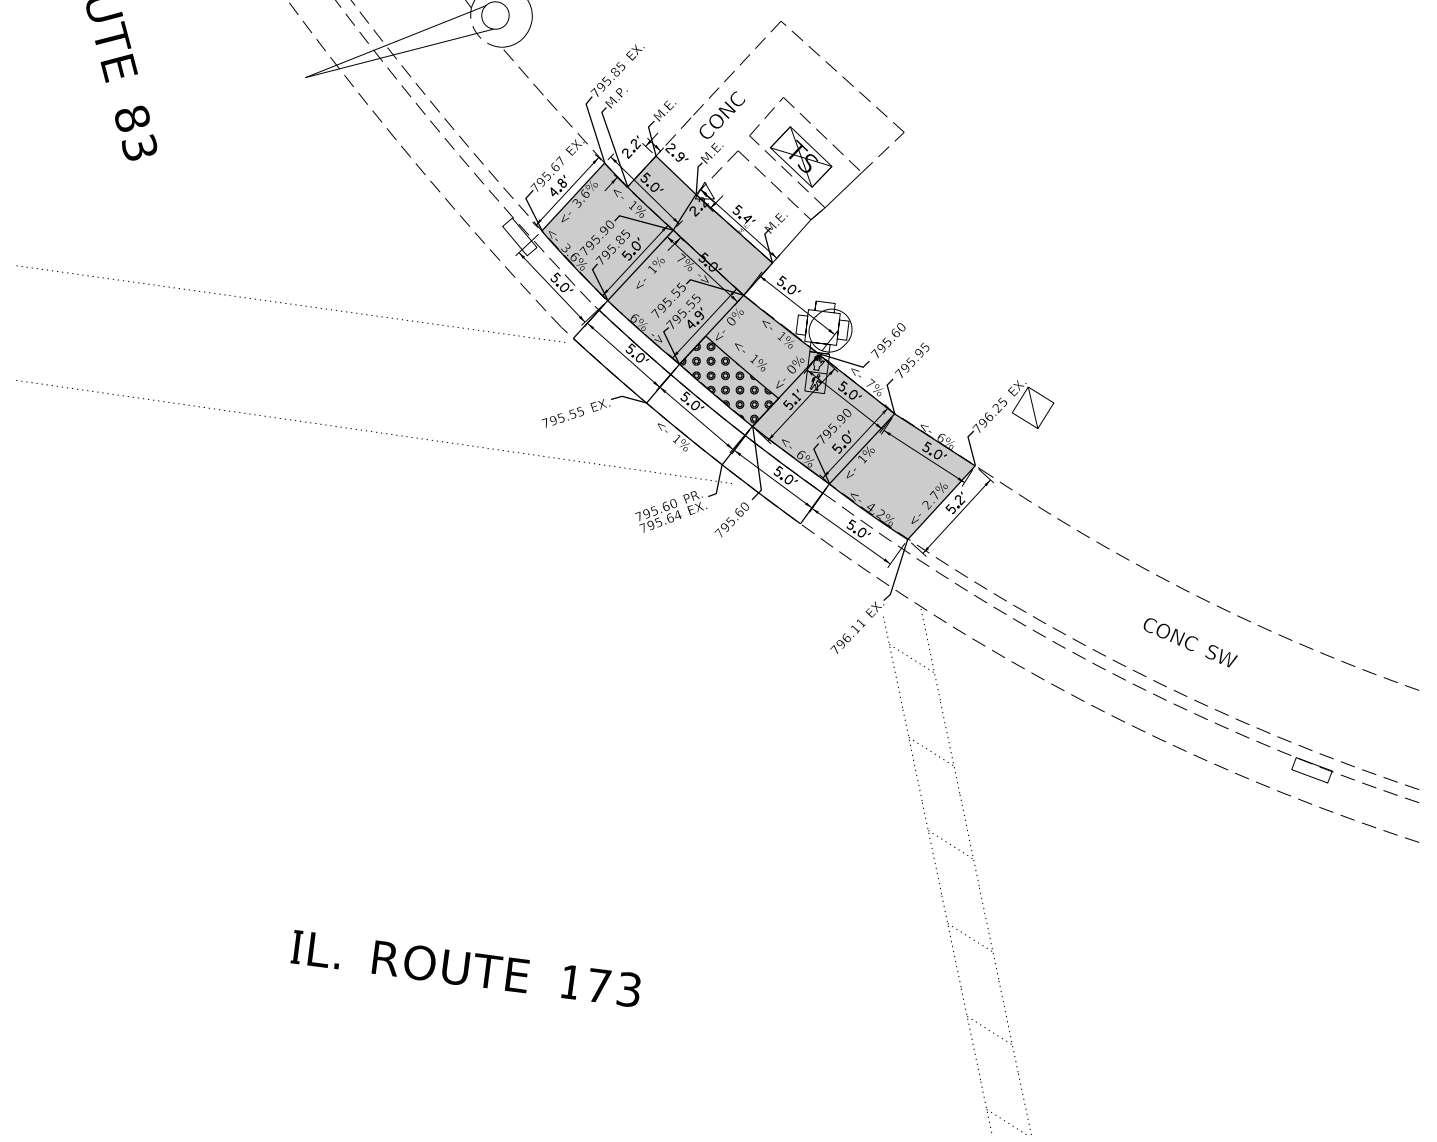 UTE 83
795.85 EX.
M.P.
M.E.
CONC
TS
2.2'
2.9'
M.E.
795.67 EX.
4.8'
<- 3.6%
<- 1%
5.0'
5.4'
M.E.
<- 3.6%
795.90
795.85
5.0'
5.0'
<- 1%
7% ->
5.0'
5.0'
795.55
795.55
4.9'
6% ->
<- 0%
<- 1%
<- 1%
<- 0%
795.60
795.95
<- 7%
5.0'
5.0'
5.0'
5.1'
795.90
5.0'
<- 6%
<- 1%
<- 6%
5.0'
796.25 EX.
795.55 EX.
<- 1%
795.60 PR.
795.64 EX.
795.60
5.0'
5.0'
<- 4.2%
<- 2.7%
5.2'
796.11 EX.
CONC SW
IL. ROUTE 173